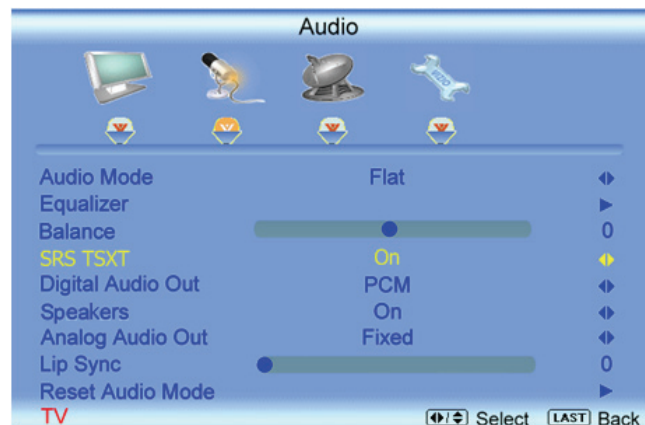 Audio
Audio Mode Flat
Equalizer
Balance 0
SRS TSXT On
Digital Audio Out PCM
Speakers On
Analog Audio Out Fixed
Lip Sync 0
Reset Audio Mode
TV Select LAST Back